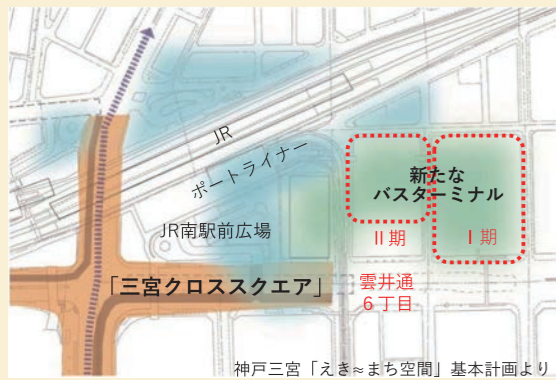 JR
ポートライナー
新たな
バスターミナル
JR南駅前広場
Ⅱ期
Ⅰ期
「三宮クロススクエア」
雲井通
6丁目
神戸三宮「えき≈まち空間」基本計画より